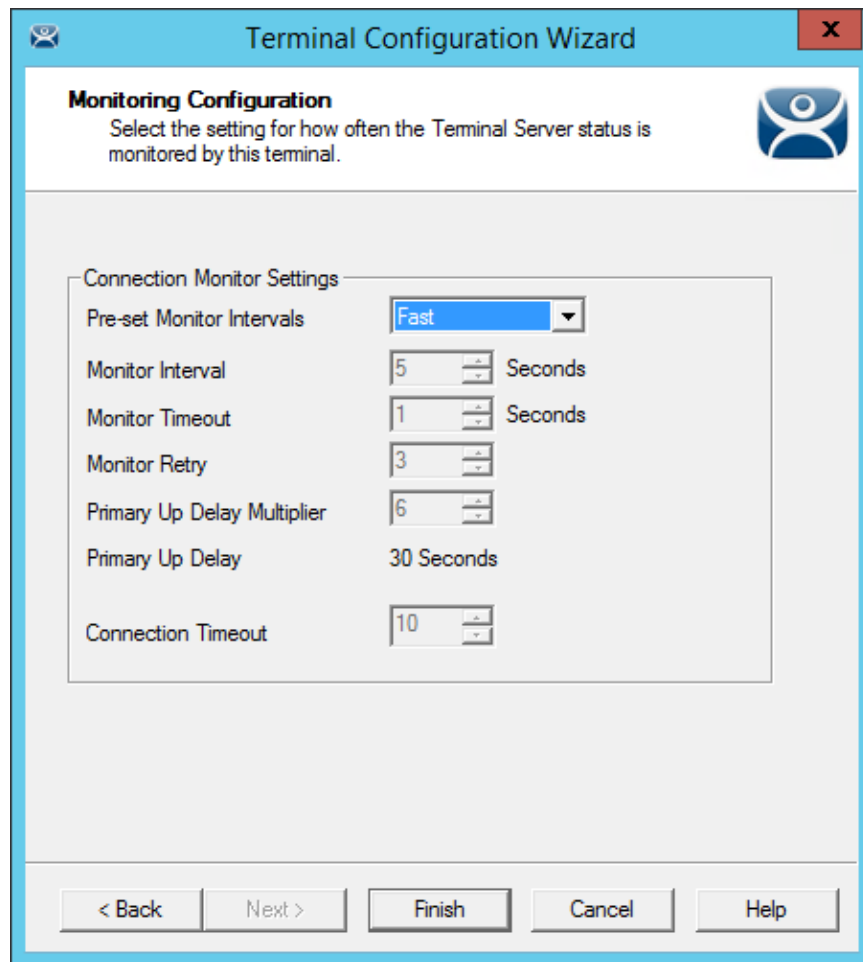 Terminal Configuration Wizard
x
Monitoring Configuration
Select the setting for how often the Terminal Server status is
monitored by this terminal.
Connection Monitor Settings
Pre-set Monitor Intervals Fast
Monitor Interval 5 Seconds
Monitor Timeout 1 Seconds
Monitor Retry 3
Primary Up Delay Multiplier 6
Primary Up Delay 30 Seconds
Connection Timeout 10
< Back Next > Finish Cancel Help